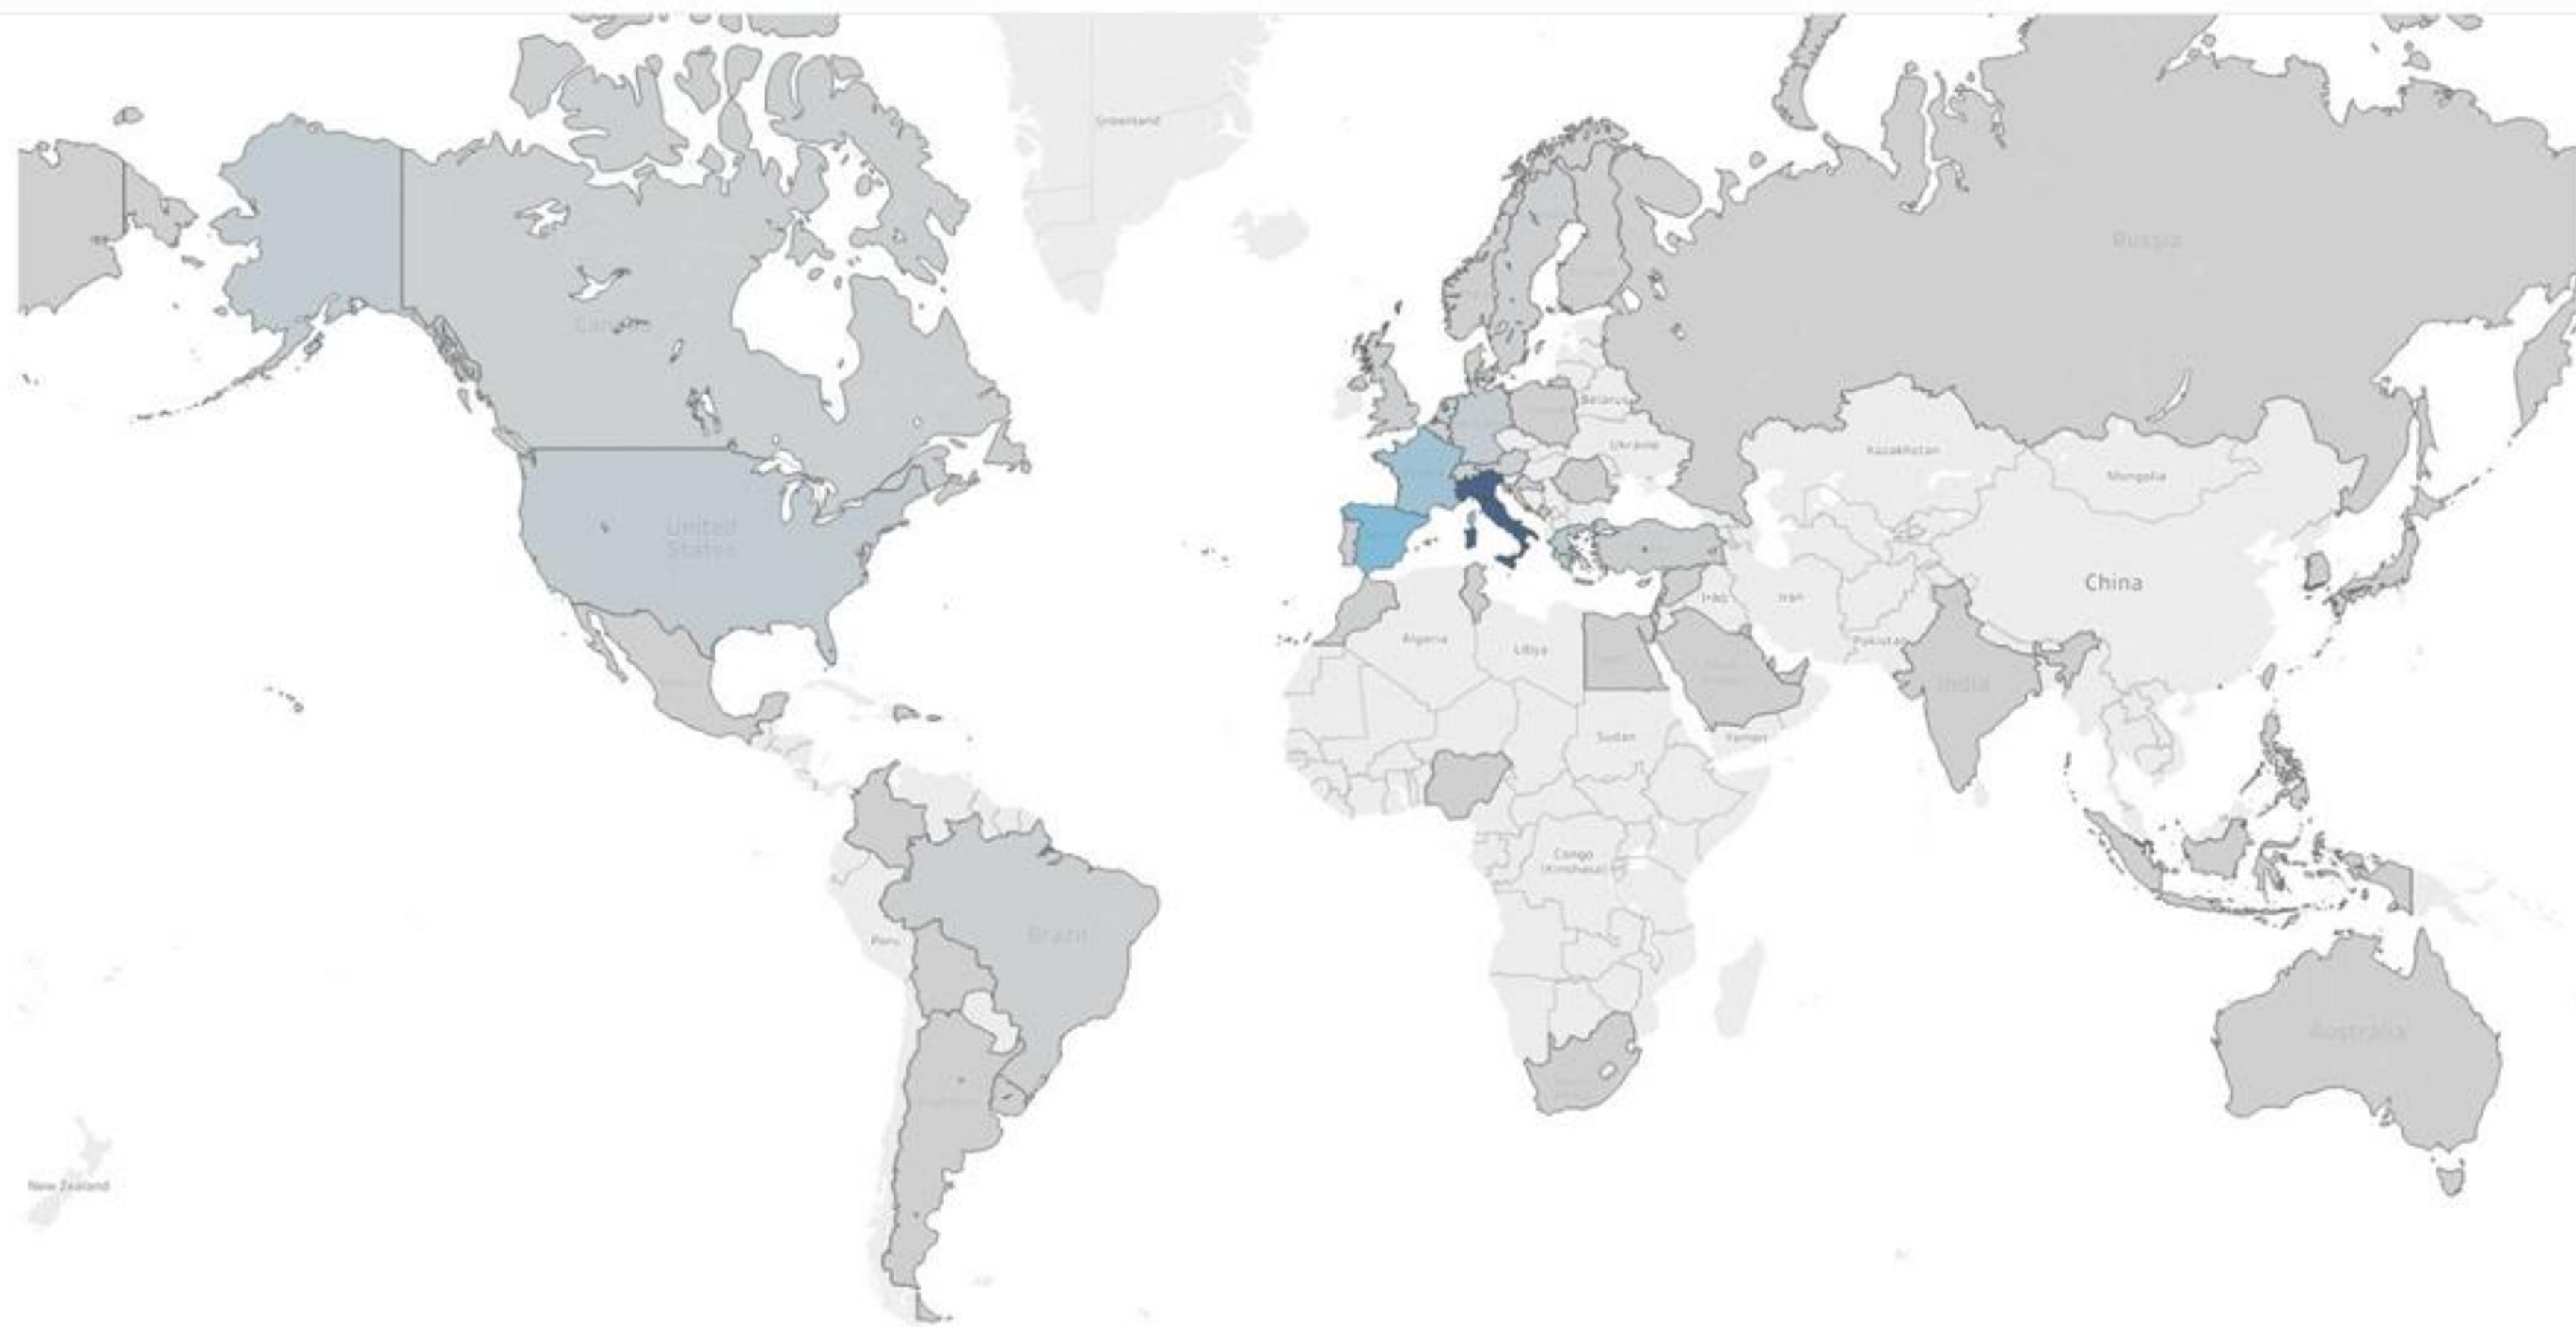 Greenland
Russia
Canada
Belarus
Ukraine
Kazakhstan
Mongolia
United
States
China
Iraq
Iran
Algeria
Libya
Pakistan
India
Sudan
Yemen
Congo
(Kinshasa)
Brazil
Peru
Australia
New Zealand